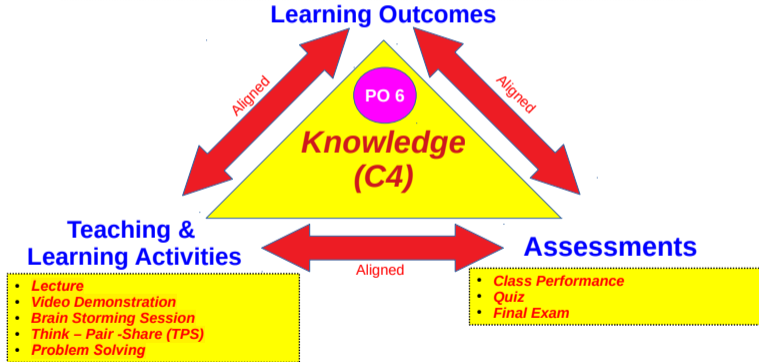 Learning Outcomes
Aligned
Aligned
PO 6
Knowledge
(C4)
Teaching &
Learning Activities
Aligned
Assessments
• Lecture
• Video Demonstration
• Brain Storming Session
• Think – Pair -Share (TPS)
• Problem Solving
• Class Performance
• Quiz
• Final Exam